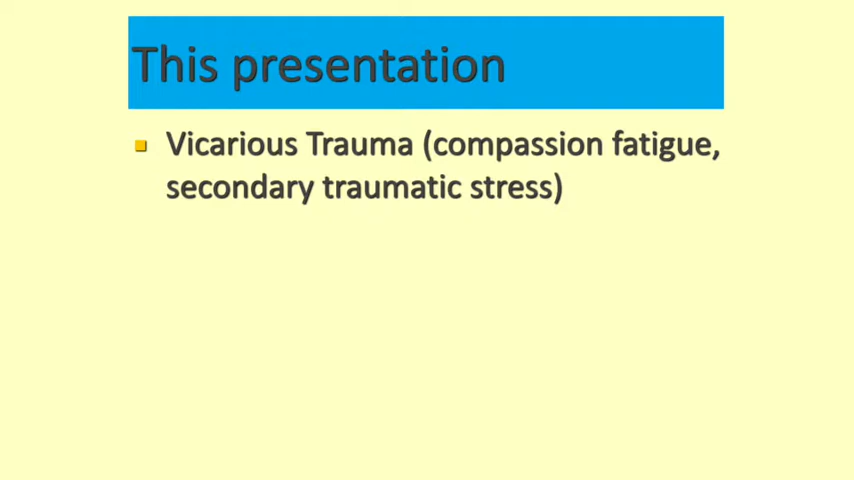 This presentation
Vicarious Trauma (compassion fatigue,
secondary traumatic stress)